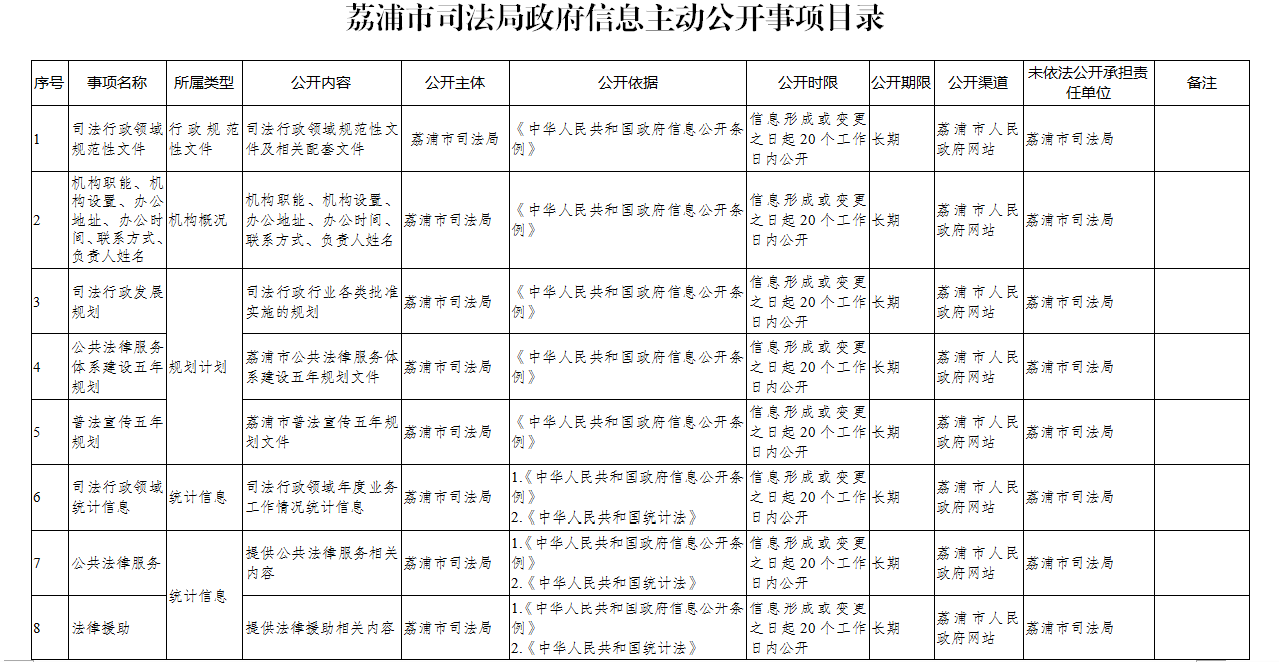 荔浦市司法局政府信息主动公开事项目录
序号 事项名称 所属类型 公开内容 公开主体 公开依据 公开时限 公开期限 公开渠道 未依法公开承担责任单位 备注
1 司法行政领域规范性文件 行政规范性文件 司法行政领域规范性文件及相关配套文件 荔浦市司法局 《中华人民共和国政府信息公开条例》 信息形成或变更之日起20个工作日内公开 长期 荔浦市人民政府网站 荔浦市司法局
2 机构职能、机构设置、办公地址、办公时间、联系方式、负责人姓名 机构概况 机构职能、机构设置、办公地址、办公时间、联系方式、负责人姓名 荔浦市司法局 《中华人民共和国政府信息公开条例》 信息形成或变更之日起20个工作日内公开 长期 荔浦市人民政府网站 荔浦市司法局
3 司法行政发展规划 规划计划 司法行政行业各类批准实施的规划 荔浦市司法局 《中华人民共和国政府信息公开条例》 信息形成或变更之日起20个工作日内公开 长期 荔浦市人民政府网站 荔浦市司法局
4 公共法律服务体系建设五年规划 荔浦市公共法律服务体系建设五年规划文件 荔浦市司法局 《中华人民共和国政府信息公开条例》 信息形成或变更之日起20个工作日内公开 长期 荔浦市人民政府网站 荔浦市司法局
5 普法宣传五年规划 荔浦市普法宣传五年规划文件 荔浦市司法局 《中华人民共和国政府信息公开条例》 信息形成或变更之日起20个工作日内公开 长期 荔浦市人民政府网站 荔浦市司法局
6 司法行政领域统计信息 统计信息 司法行政领域年度业务工作情况统计信息 荔浦市司法局 1.《中华人民共和国政府信息公开条例》 2.《中华人民共和国统计法》 信息形成或变更之日起20个工作日内公开 长期 荔浦市人民政府网站 荔浦市司法局
7 公共法律服务 统计信息 提供公共法律服务相关内容 荔浦市司法局 1.《中华人民共和国政府信息公开条例》 2.《中华人民共和国统计法》 信息形成或变更之日起20个工作日内公开 长期 荔浦市人民政府网站 荔浦市司法局
8 法律援助 提供法律援助相关内容 荔浦市司法局 1.《中华人民共和国政府信息公开条例》 2.《中华人民共和国统计法》 信息形成或变更之日起20个工作日内公开 长期 荔浦市人民政府网站 荔浦市司法局